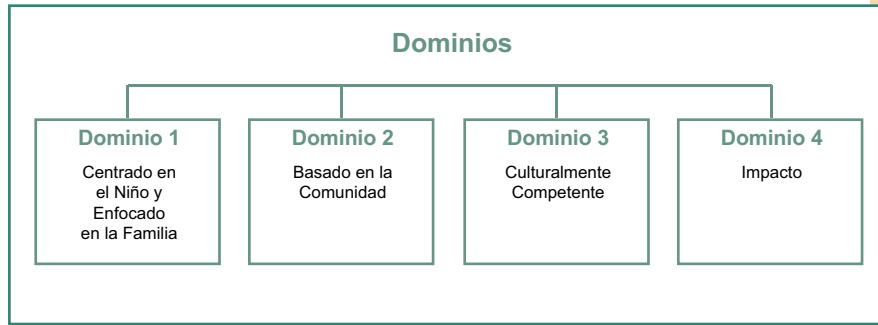 Dominios
Dominio 1
Centrado en
el Niño y
Enfocado
en la Familia
Dominio 2
Basado en la
Comunidad
Dominio 3
Culturalmente
Competente
Dominio 4
Impacto